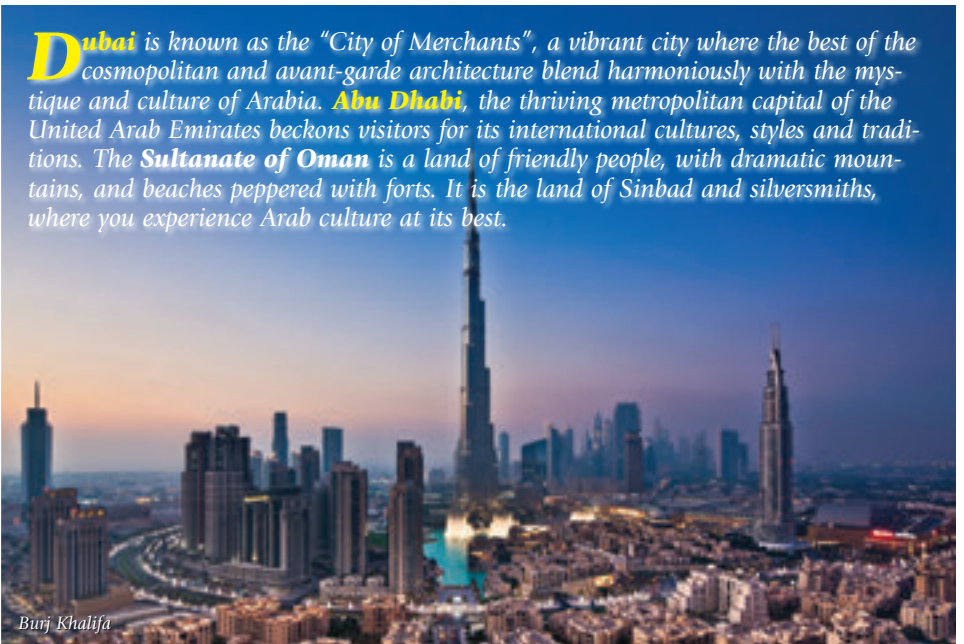 Dubai is known as the “City of Merchants”, a vibrant city where the best of the
cosmopolitan and avant-garde architecture blend harmoniously with the mys-
tique and culture of Arabia. Abu Dhabi, the thriving metropolitan capital of the
United Arab Emirates beckons visitors for its international cultures, styles and tradi-
tions. The Sultanate of Oman is a land of friendly people, with dramatic moun-
tains, and beaches peppered with forts. It is the land of Sinbad and silversmiths,
where you experience Arab culture at its best.
Burj Khalifa